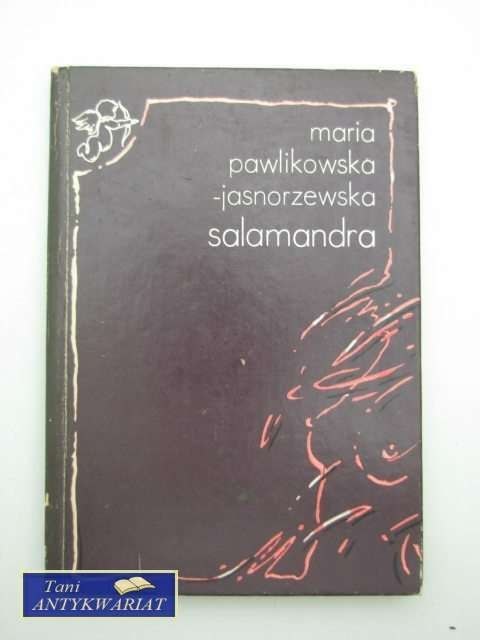 maria
pawlikowska
-jasnorzewska
salamandra
Tani
ANTYKWARIAT